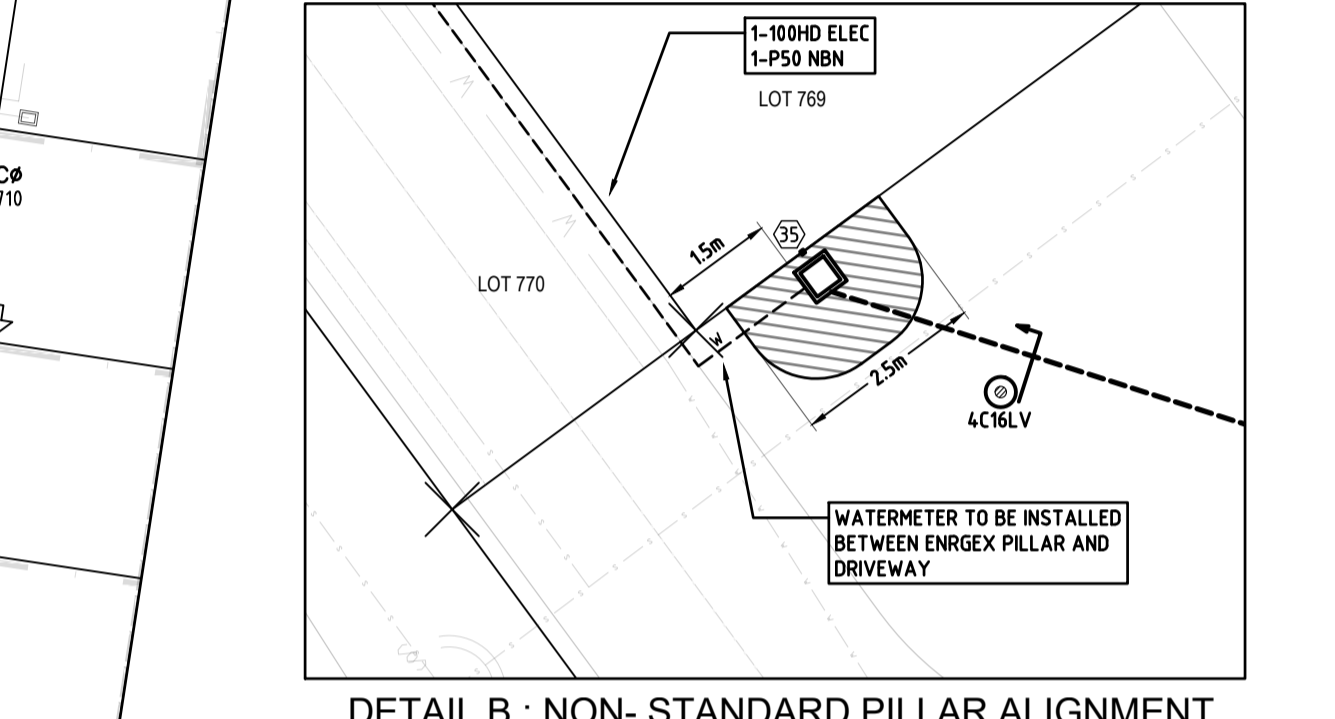 1-100HD ELEC
1-P50 NBN
LOT 769
CØ
710
35
1.5m
LOT 770
W
W
W
2.5m
4C16LV
WATERMETER TO BE INSTALLED
BETWEEN ENRGEX PILLAR AND
DRIVEWAY
DETAIL B : NON- STANDARD PILLAR ALIGNMENT